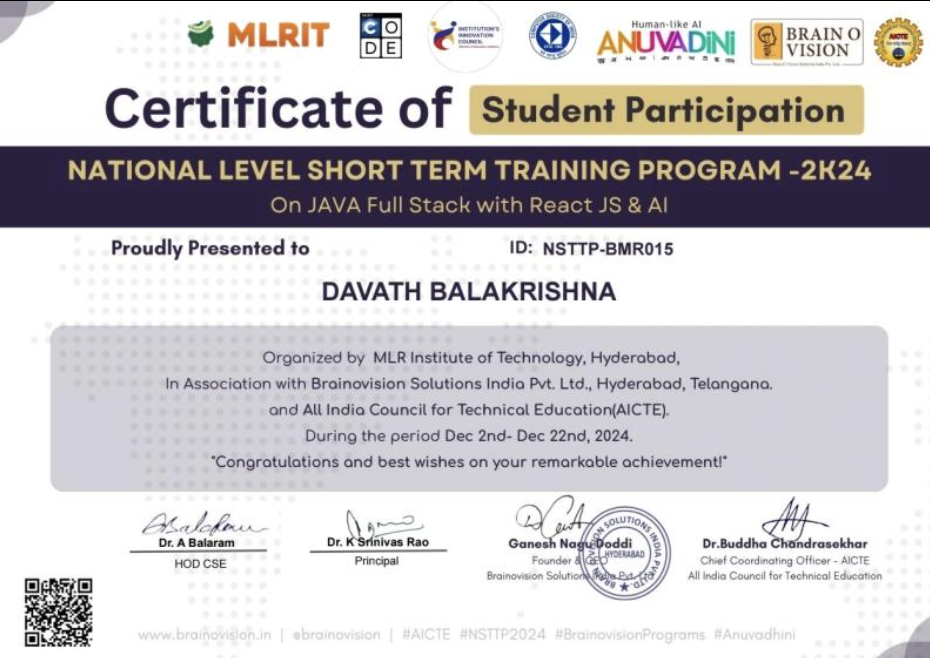 MLRIT
CODE
INSTITUTION'S
INNOVATION
COUNCIL
Human-like AI
ANUVADINI
BRAIN O
VISION
AICTE
Certificate of Student Participation
NATIONAL LEVEL SHORT TERM TRAINING PROGRAM -2K24
On JAVA Full Stack with React JS & AI
Proudly Presented to
ID: NSTTP-BMR015
DAVATH BALAKRISHNA
Organized by MLR Institute of Technology, Hyderabad,
In Association with Brainovision Solutions India Pvt. Ltd., Hyderabad, Telangana.
and All India Council for Technical Education(AICTE).
During the period Dec 2nd- Dec 22nd, 2024.
"Congratulations and best wishes on your remarkable achievement!"
Dr. A Balaram
HOD CSE
Dr. K Srinivas Rao
Principal
Ganesh Nagu Doddi
Founder & CEO
Brainovision Solutions India Pvt. Ltd.
BRAIN O VISION SOLUTIONS INDIA PVT. LTD.
HYDERABAD
Dr.Buddha Chandrasekhar
Chief Coordinating Officer - AICTE
All India Council for Technical Education
www.brainovision.in | @brainovision | #AICTE #NSTTP2024 #BrainovisionPrograms #Anuvadhini